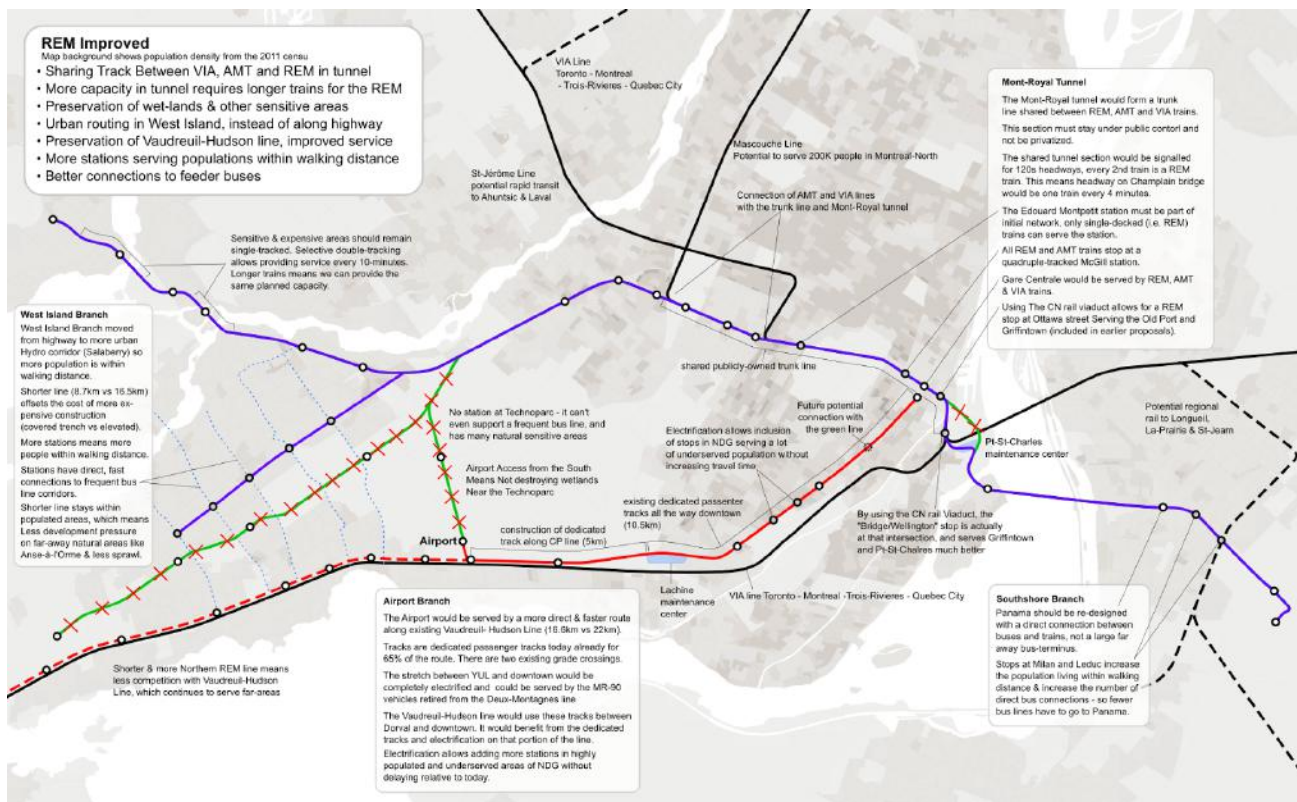 REM Improved
Map background shows population density from the 2011 censu
• Sharing Track Between VIA, AMT and REM in tunnel
• More capacity in tunnel requires longer trains for the REM
• Preservation of wet-lands & other sensitive areas
• Urban routing in West Island, instead of along highway
• Preservation of Vaudreuil-Hudson line, improved service
• More stations serving populations within walking distance
• Better connections to feeder buses
VIA Line
Toronto - Montreal
- Trois-Rivieres - Quebec City
Mascouche Line
Potential to serve 200K people in Montreal-North
St-Jérôme Line
potential rapid transit
to Ahuntsic & Laval
Connection of AMT and VIA lines
with the trunk line and Mont-Royal tunnel
Mont-Royal Tunnel
The Mont-Royal tunnel would form a trunk
line shared between REM, AMT and VIA trains.
This section must stay under public contorl and
not be privatized.
The shared tunnel section would be signalled
for 120s headways, every 2nd train is a REM
train. This means headway on Champlain bridge
would be one train every 4 minutes.
The Edouard Montpetit station must be part of
initial network, only single-decked (i.e. REM)
trains can serve the station.
All REM and AMT trains stop at a
quadruple-tracked McGill station.
Gare Centrale would be served by REM, AMT
& VIA trains.
Using The CN rail viaduct allows for a REM
stop at Ottawa street Serving the Old Port and
Griffintown (included in earlier proposals).
Sensitive & expensive areas should remain
single-tracked. Selective double-tracking
allows providing service every 10-minutes.
Longer trains means we can provide the
same planned capacity.
West Island Branch
West Island Branch moved
from highway to more urban
Hydro corridor (Salaberry) so
more population is within
walking distance.
Shorter line (8.7km vs 16.5km)
offsets the cost of more ex-
pensive construction
(covered trench vs elevated).
More stations means more
people within walking distance.
Stations have direct, fast
connections to frequent bus
line corridors.
Shorter line stays within
populated areas, which means
Less development pressure
on far-away natural areas like
Anse-à-l'Orme & less sprawl.
shared publicly-owned trunk line
No station at Technoparc - it can't
even support a frequent bus line, and
has many natural sensitive areas
Airport Access from the South
Means Not destroying wetlands
Near the Technoparc
Future potential
connection with
the green line
Electrification allows inclusion
of stops in NDG serving a lot
of underserved population without
increasing travel time
existing dedicated passenter
tracks all the way downtown
(10.5km)
construction of dedicated
track along CP line (5km)
Airport
Potential regional
rail to Longueil,
La-Prairie & St-Jearn
Pt-St-Charles
maintenance center
By using the CN rail Viaduct, the
"Bridge/Wellington" stop is actually
at that intersection, and serves Griffintown
and Pt-St-Chalres much better
Lachine
maintenance
center
VIA line Toronto - Montreal -Trois-Rivieres - Quebec City
Airport Branch
The Airport would be served by a more direct & faster route
along existing Vaudreuil- Hudson Line (16.6km vs 22km).
Tracks are dedicated passenger tracks today already for
65% of the route. There are two existing grade crossings.
The stretch between YUL and downtown would be
completely electrified and could be served by the MR-90
vehicles retired from the Deux-Montagnes line.
The Vaudreuil-Hudson line would use these tracks between
Dorval and downtown. It would benefit from the dedicated
tracks and electrification on that portion of the line.
Electrification allows adding more stations in highly
populated and underserved areas of NDG without
delaying relative to today.
Shorter & more Northern REM line means
less competition with Vaudreuil-Hudson
Line, which continues to serve far-areas
Southshore Branch
Panama should be re-designed
with a direct connection between
buses and trains, not a large far
away bus-terminus.
Stops at Milan and Leduc increase
the population living within walking
distance & increase the number of
direct bus connections - so fewer
bus lines have to go to Panama.